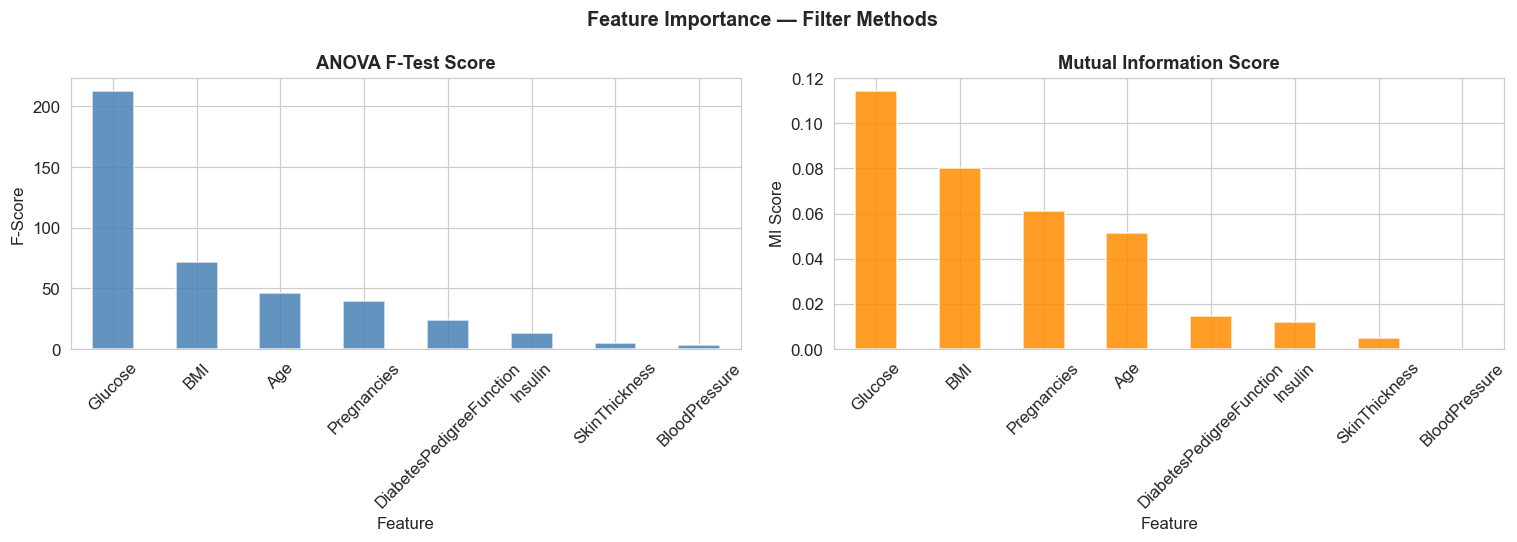 Feature Importance — Filter Methods
ANOVA F-Test Score
F-Score
200
150
100
50
0
Glucose
BMI
Age
Pregnancies
DiabetesPedigreeFunction
Insulin
SkinThickness
BloodPressure
Feature
Mutual Information Score
MI Score
0.12
0.10
0.08
0.06
0.04
0.02
0.00
Glucose
BMI
Pregnancies
Age
DiabetesPedigreeFunction
Insulin
SkinThickness
BloodPressure
Feature